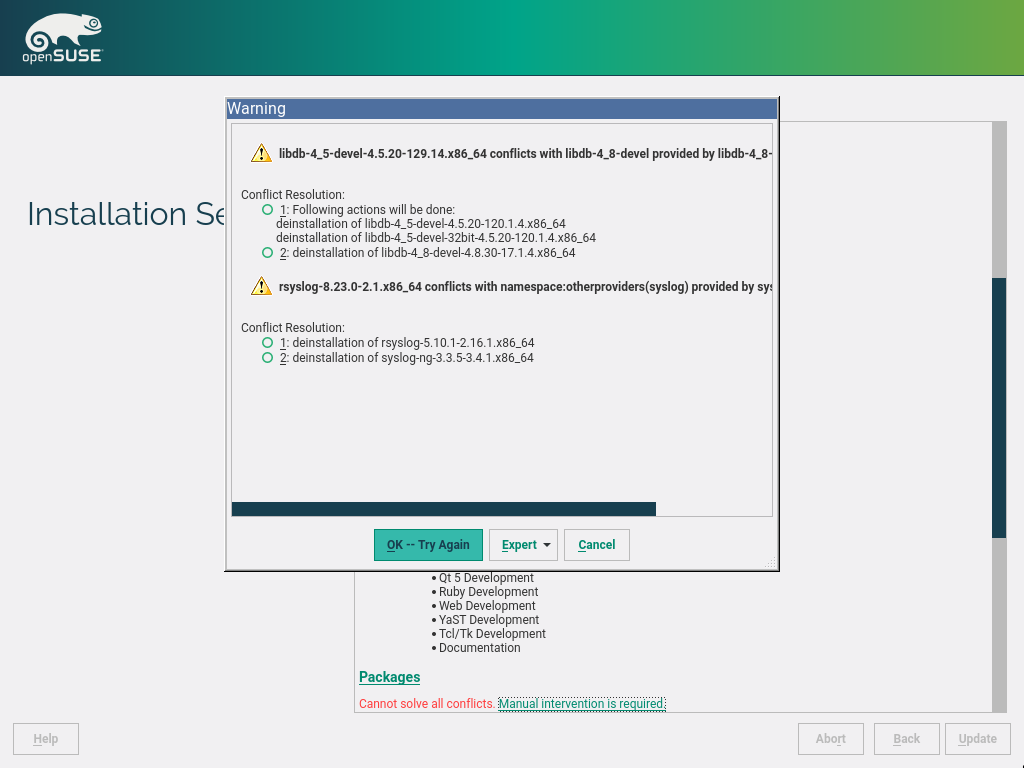 openSUSE
Warning
libdb-4_5-devel-4.5.20-129.14.x86_64 conflicts with libdb-4_8-devel provided by libdb-4_8-
Conflict Resolution:
1: Following actions will be done:
deinstallation of libdb-4_5-devel-4.5.20-120.1.4.x86_64
deinstallation of libdb-4_5-devel-32bit-4.5.20-120.1.4.x86_64
2: deinstallation of libdb-4_8-devel-4.8.30-17.1.4.x86_64
Installation Se
rsyslog-8.23.0-2.1.x86_64 conflicts with namespace:otherproviders(syslog) provided by sys
Conflict Resolution:
1: deinstallation of rsyslog-5.10.1-2.16.1.x86_64
2: deinstallation of syslog-ng-3.3.5-3.4.1.x86_64
OK -- Try Again Expert Cancel
• Qt 5 Development
• Ruby Development
• Web Development
• YaST Development
• Tcl/Tk Development
• Documentation
Packages
Cannot solve all conflicts. Manual intervention is required.
Help Abort Back Update